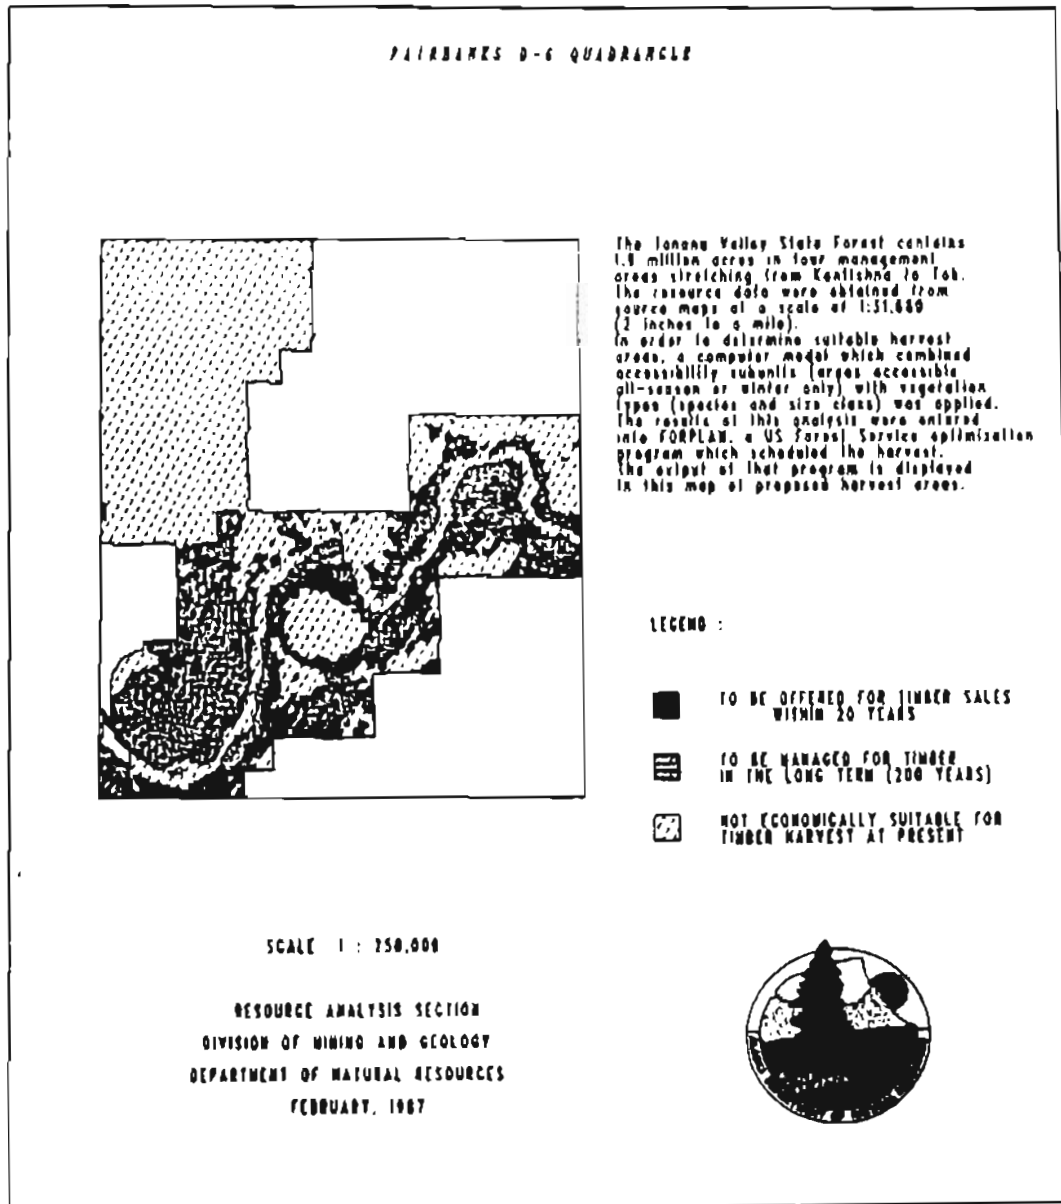 FAIRBANKS D-6 QUADRANGLE
The Tanana Valley State Forest contains
1.8 million acres in four management
areas stretching from Kantishna to Tok.
The resource data were obtained from
source maps at a scale of 1:31,680
(2 inches to a mile).
In order to determine suitable harvest
areas, a computer model which combined
accessibility subunits (areas accessible
all-season or winter only) with vegetation
types (species and size class) was applied.
The results of this analysis were entered
into FORPLAN, a US Forest Service optimization
program which scheduled the harvest.
The output of that program is displayed
in this map of proposed harvest areas.
LEGEND :
TO BE OFFERED FOR TIMBER SALES
WITHIN 20 YEARS
TO BE MANAGED FOR TIMBER
IN THE LONG TERM (200 YEARS)
NOT ECONOMICALLY SUITABLE FOR
TIMBER HARVEST AT PRESENT
SCALE 1 : 250,000
RESOURCE ANALYSIS SECTION
DIVISION OF MINING AND GEOLOGY
DEPARTMENT OF NATURAL RESOURCES
FEBRUARY, 1987